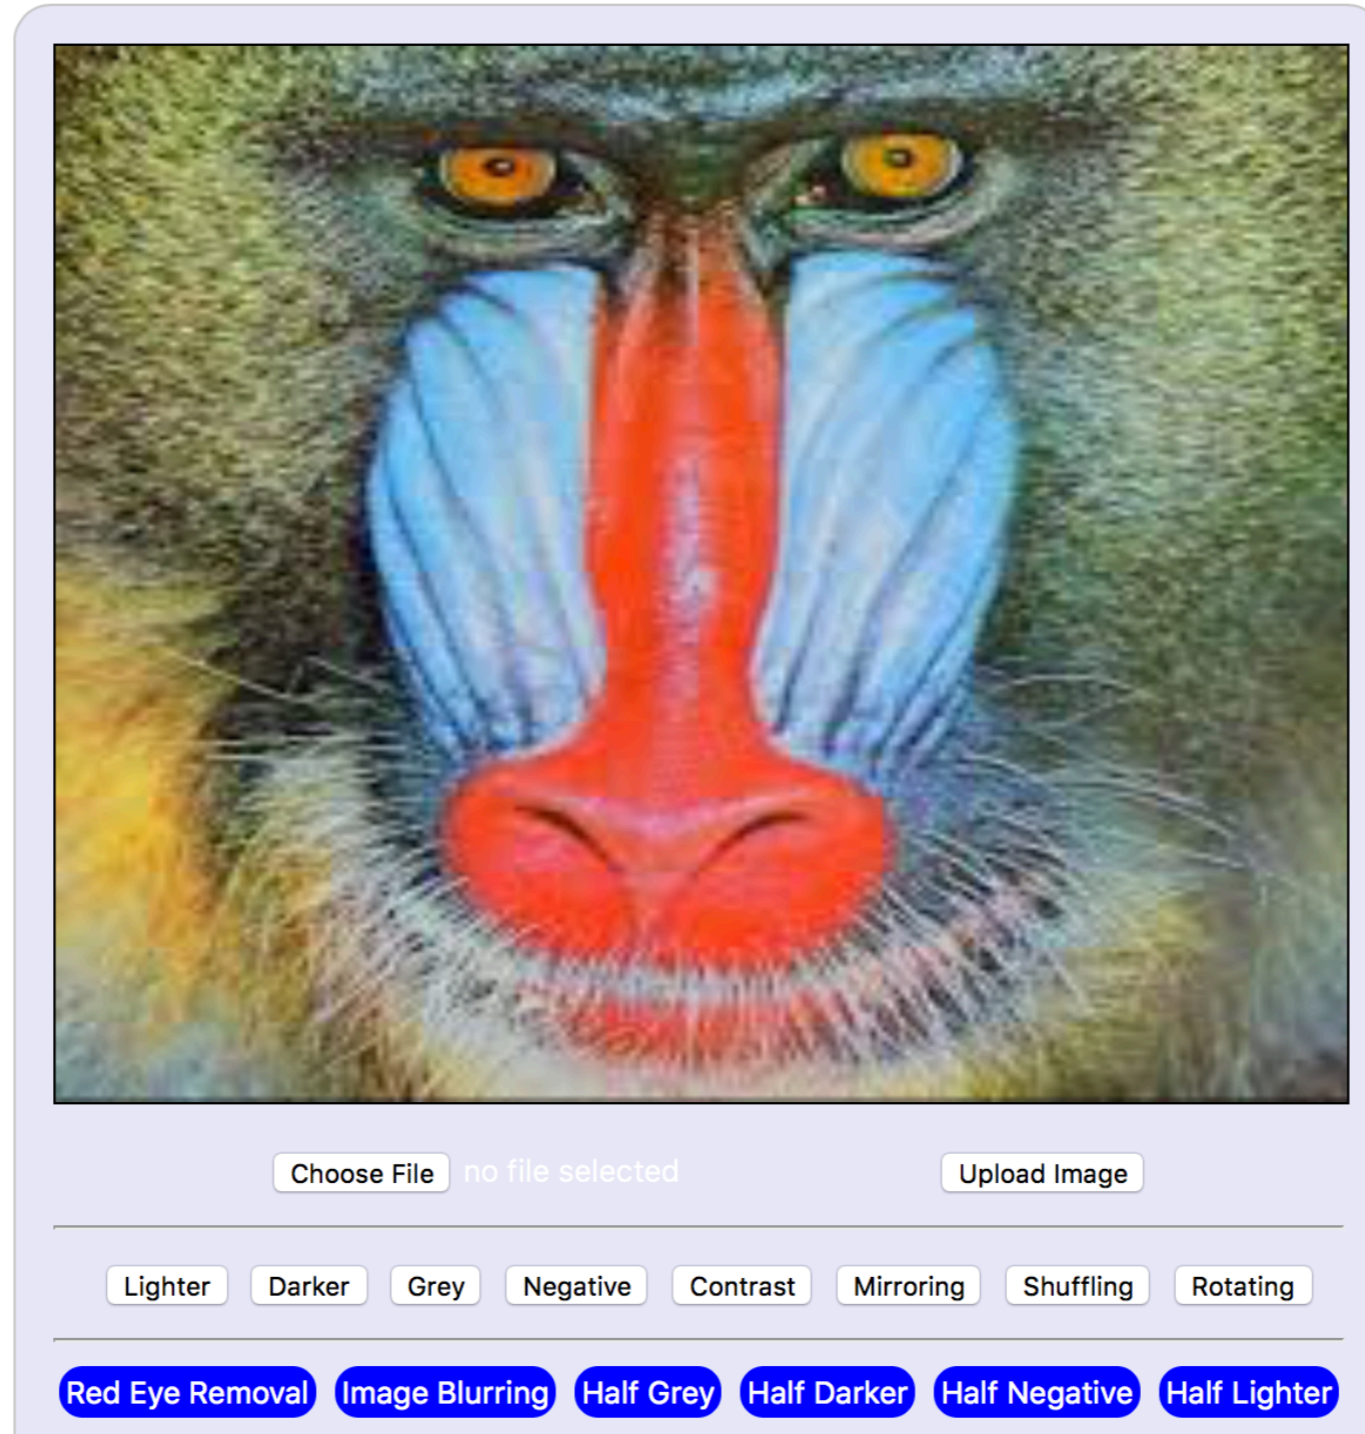 Choose File no file selected Upload Image
Lighter Darker Grey Negative Contrast Mirroring Shuffling Rotating
Red Eye Removal Image Blurring Half Grey Half Darker Half Negative Half Lighter